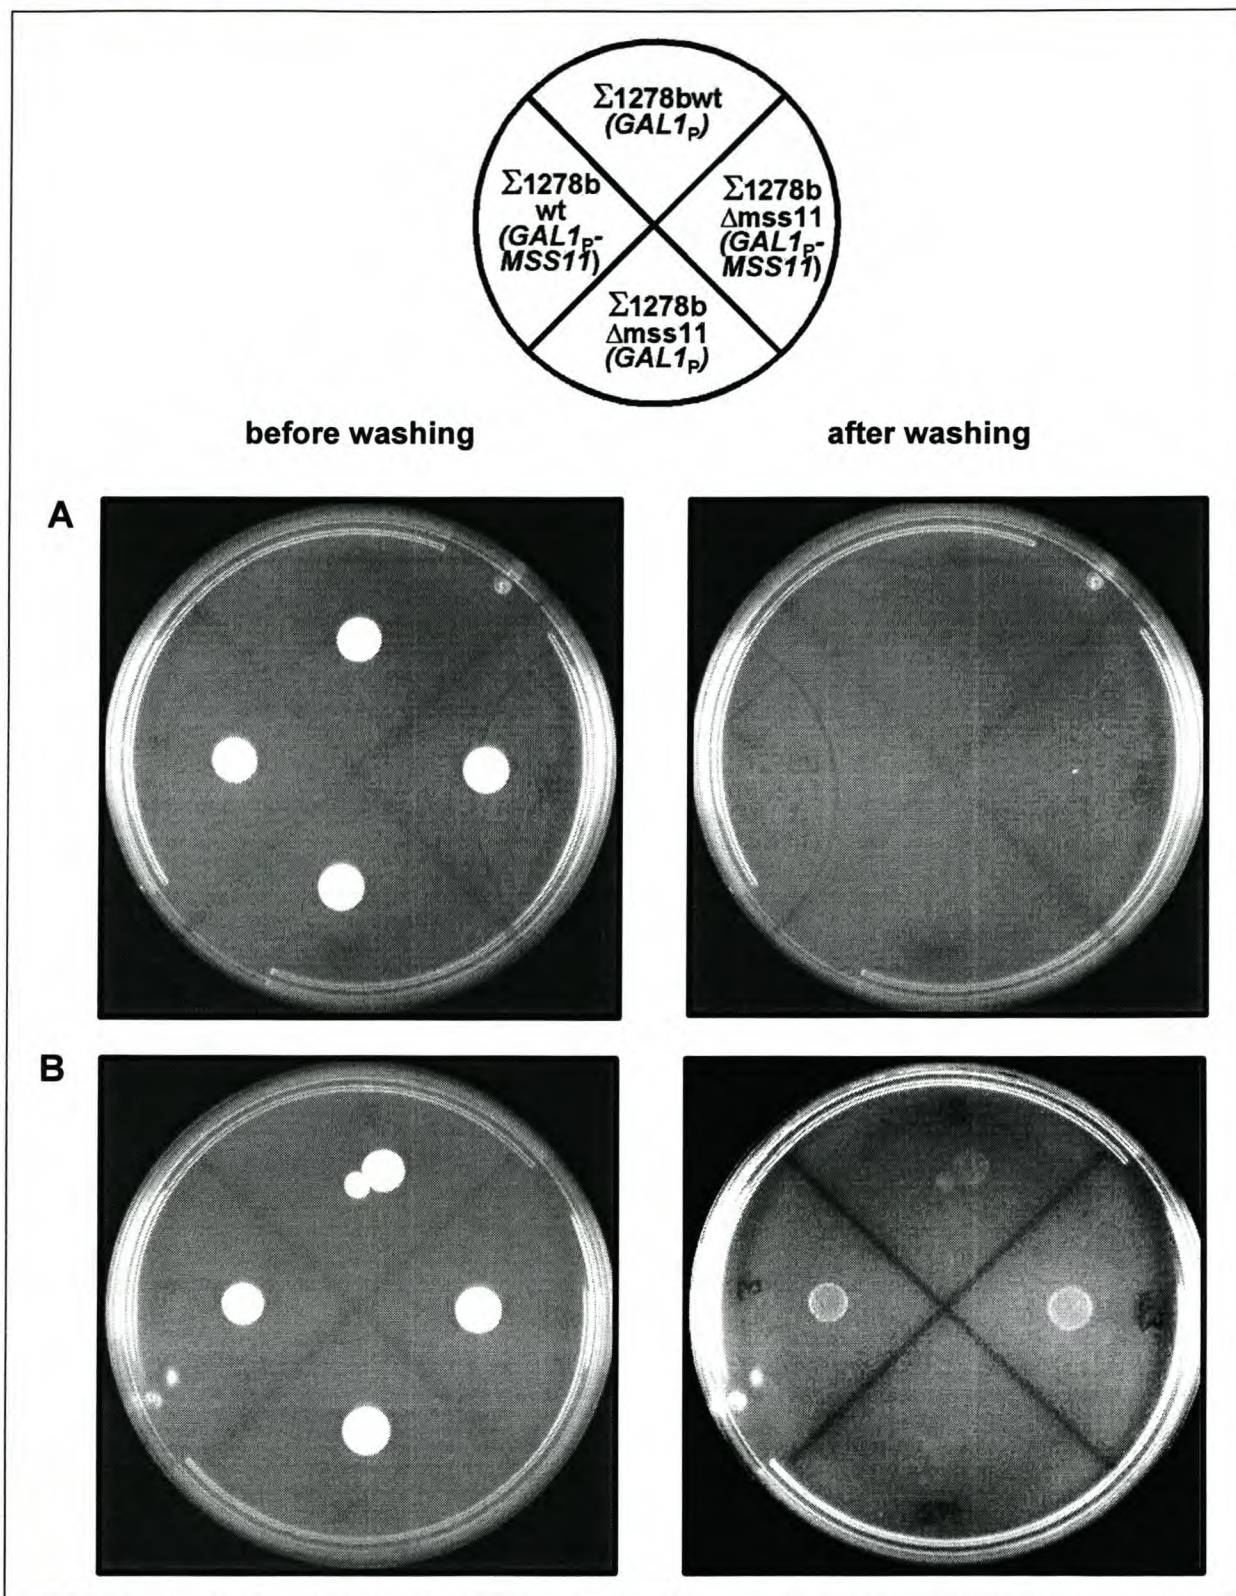 Σ1278bwt
(GAL1P)
Σ1278b
wt
(GAL1P-
MSS11)
Σ1278b
Δmss11
(GAL1P-
MSS11)
Σ1278b
Δmss11
(GAL1P)
before washing
after washing
A
B